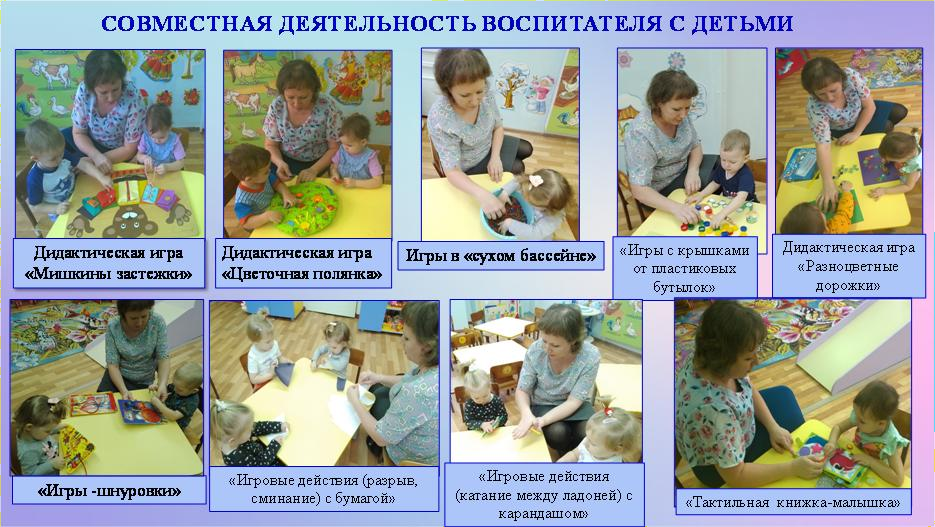 СОВМЕСТНАЯ ДЕЯТЕЛЬНОСТЬ ВОСПИТАТЕЛЯ С ДЕТЬМИ
Дидактическая игра
«Мишкины застежки»
Дидактическая игра
«Цветочная полянка»
Игры в «сухом бассейне»
«Игры с крышками
от пластиковых
бутылок»
Дидактическая игра
«Разноцветные
дорожки»
«Игры -шнуровки»
«Игровые действия (разрыв,
сминание) с бумагой»
«Игровые действия
(катание между ладоней) с
карандашом»
«Тактильная книжка-малышка»